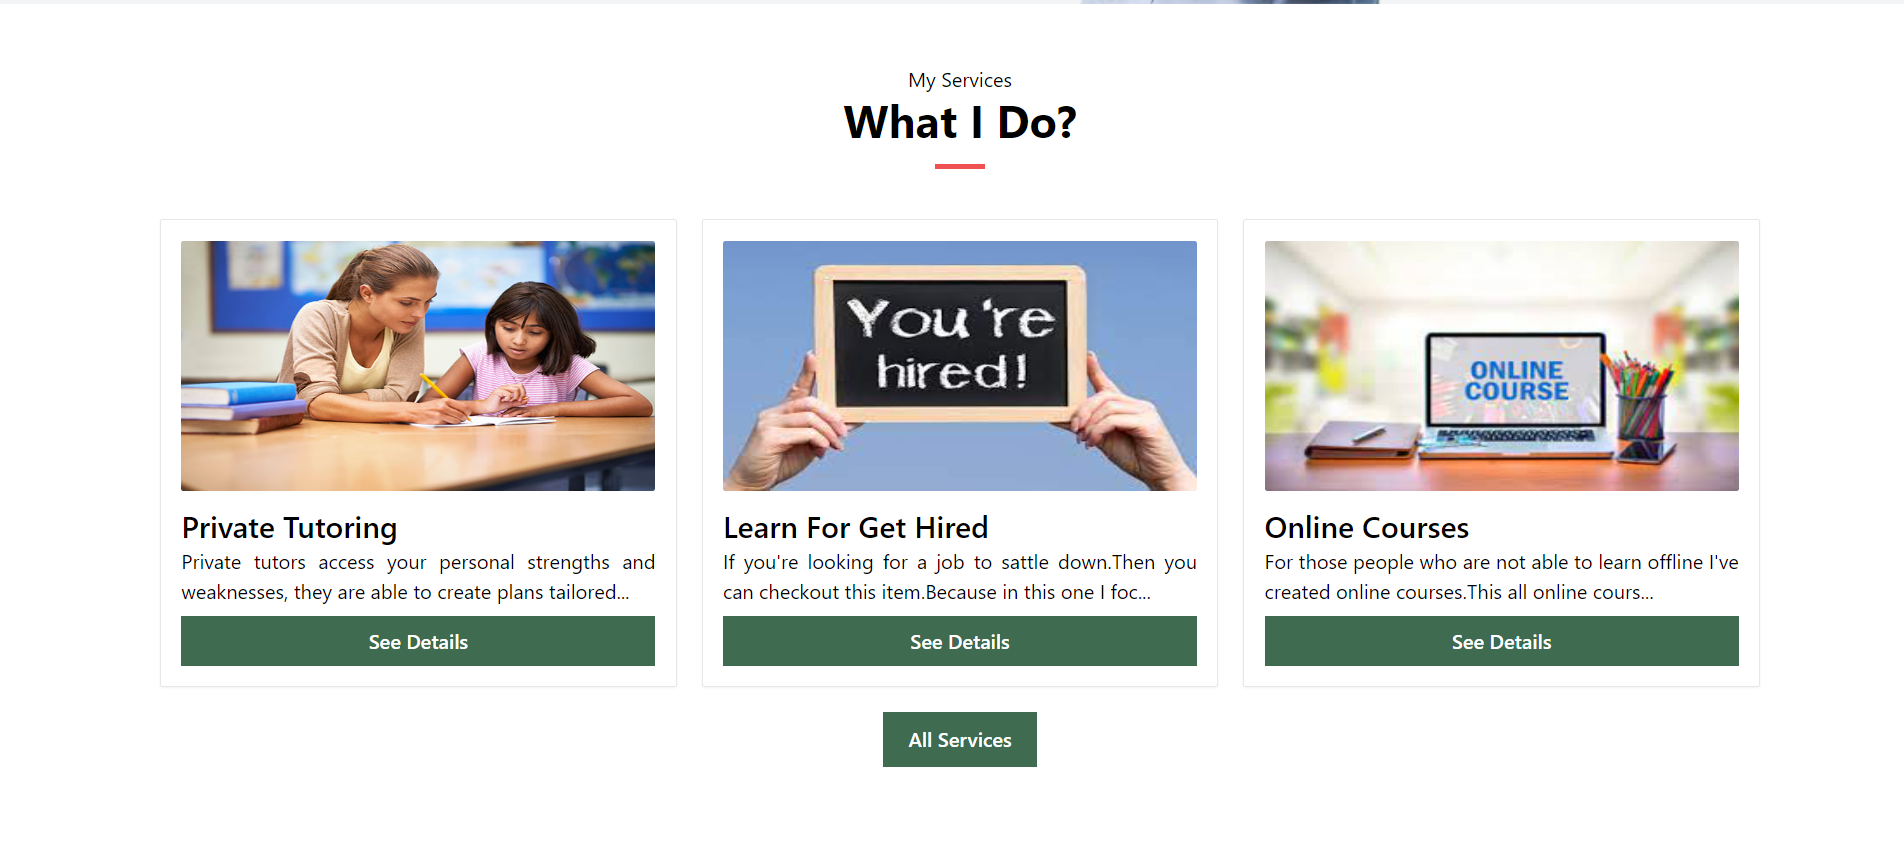 My Services
What I Do?
You're
hired!
ONLINE
COURSE
Private Tutoring
Private tutors access your personal strengths and
weaknesses, they are able to create plans tailored...
See Details
Learn For Get Hired
If you're looking for a job to sattle down.Then you
can checkout this item.Because in this one I foc...
See Details
Online Courses
For those people who are not able to learn offline I've
created online courses.This all online cours...
See Details
All Services